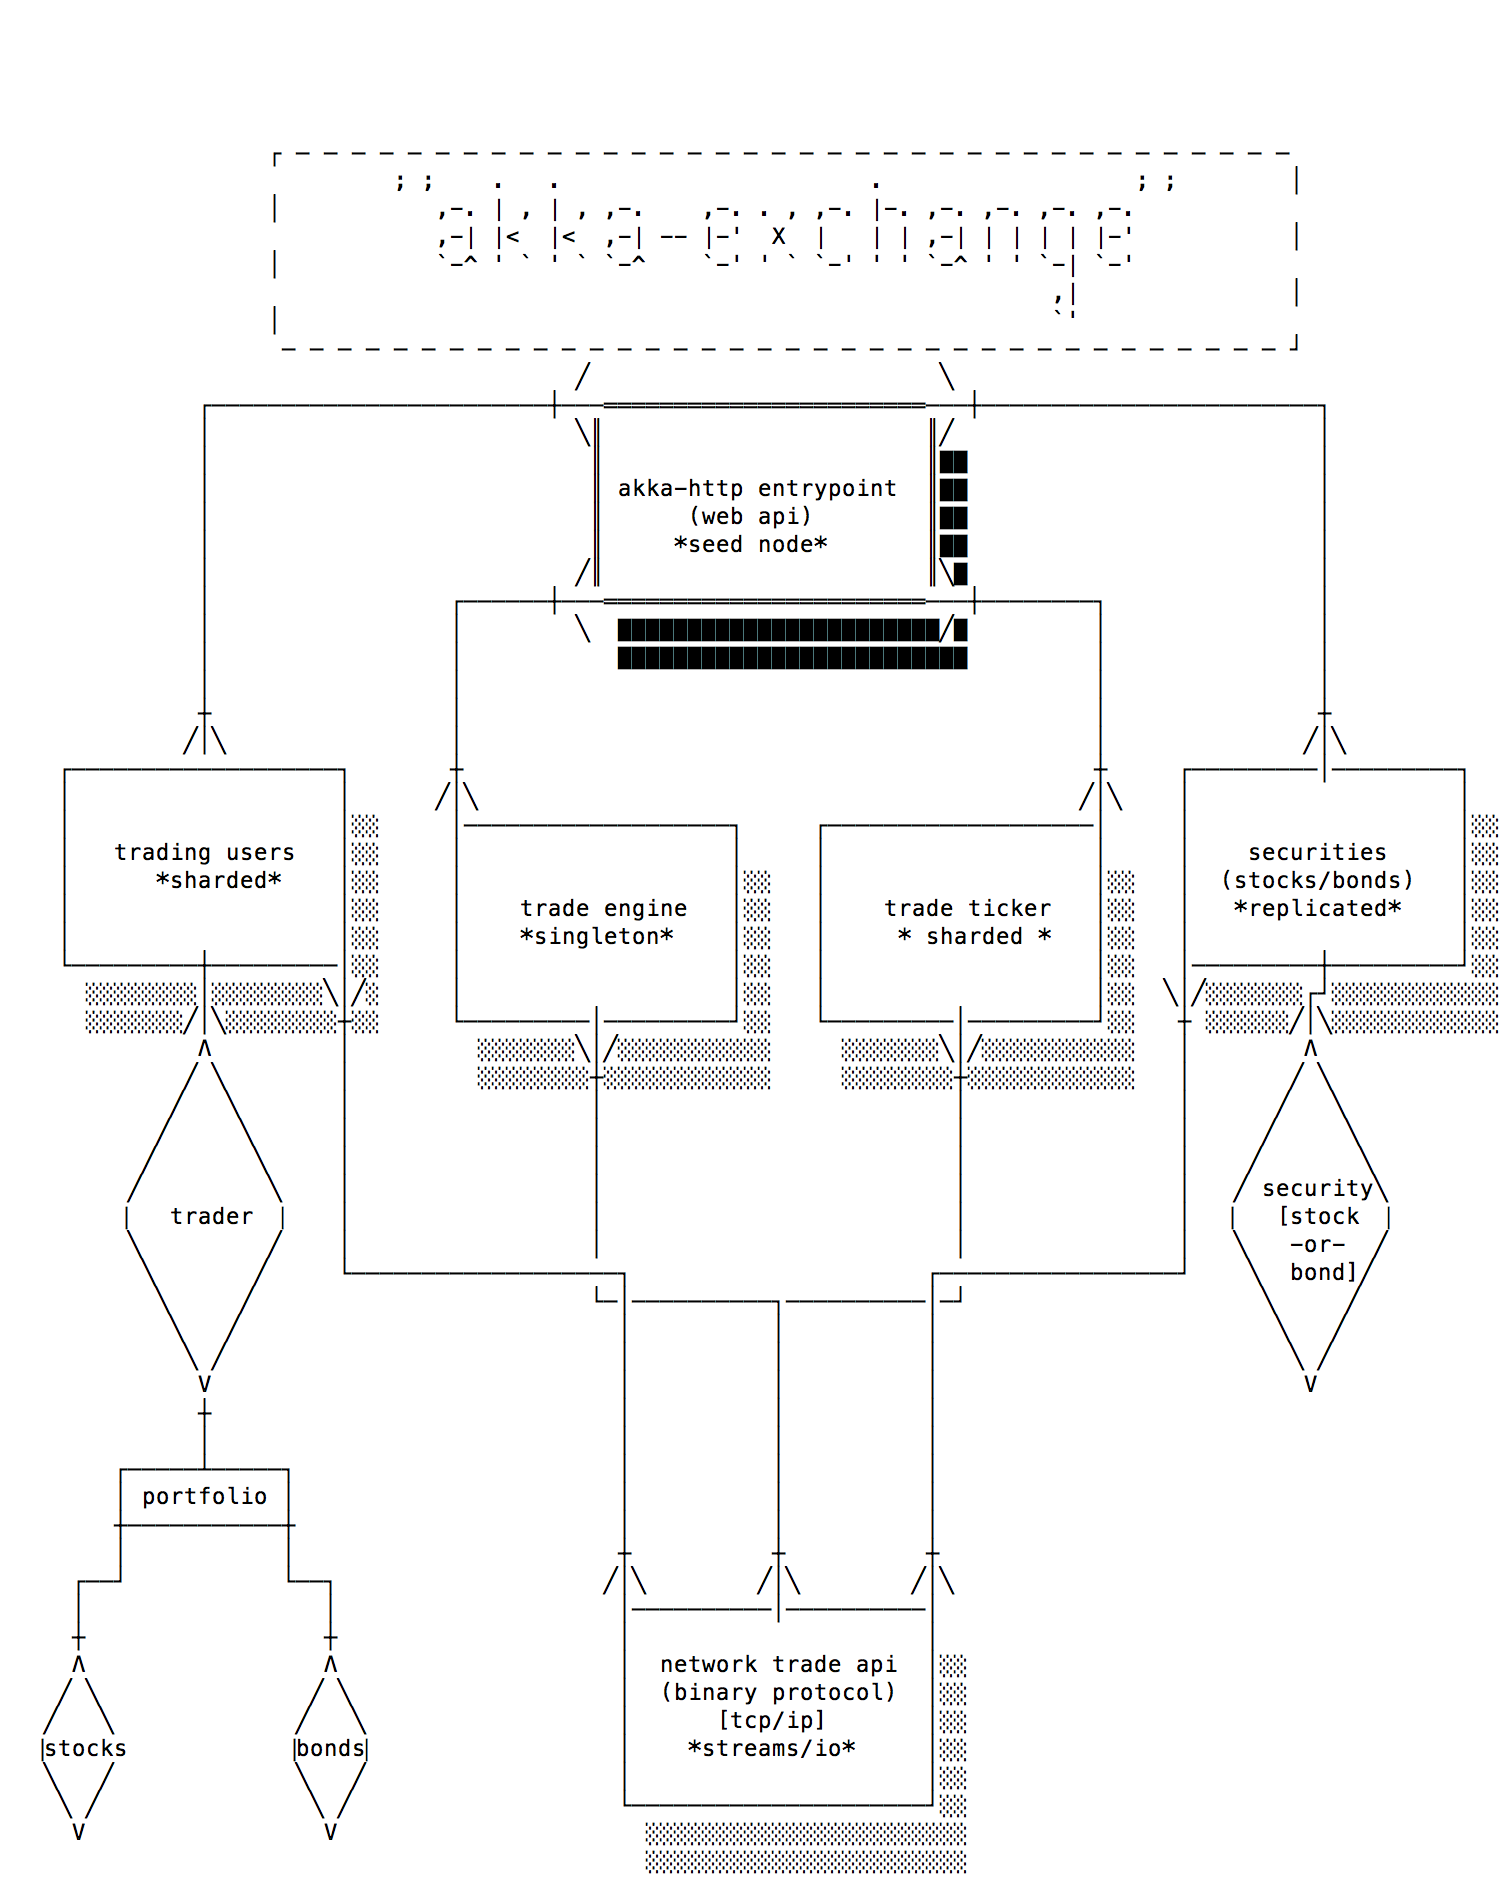 akka-exchange
akka-http entrypoint
(web api)
*seed node*
trading users
*sharded*
trade engine
*singleton*
trade ticker
* sharded *
securities
(stocks/bonds)
*replicated*
trader
security
[stock
-or-
bond]
portfolio
stocks
bonds
network trade api
(binary protocol)
[tcp/ip]
*streams/io*